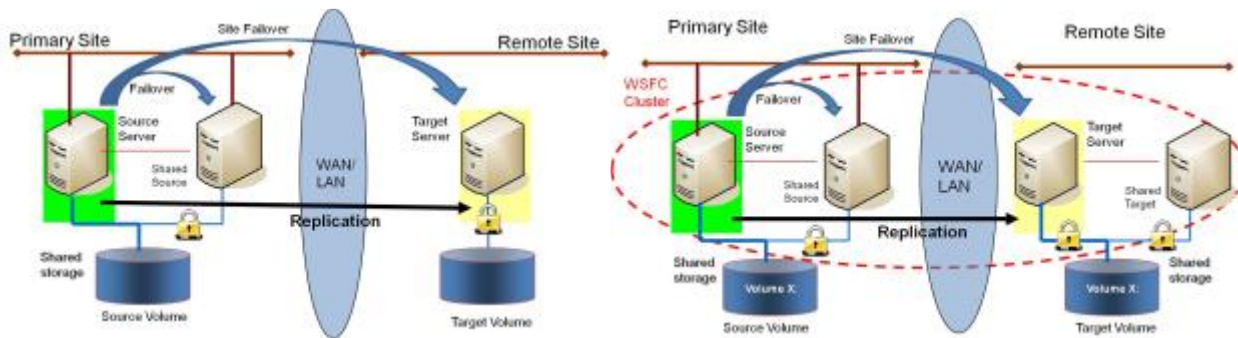 Site Failover
Primary Site
Remote Site
Failover
Source
Server
Target
Server
Shared
Source
WAN/
LAN
Replication
Shared
storage
Source Volume
Target Volume
Primary Site
Site Failover
Remote Site
WSFC
Cluster
Failover
Source
Server
Target
Server
Shared
Source
WAN/
LAN
Shared
Target
Replication
Shared
storage
Shared
storage
Volume X:
Volume X:
Source Volume
Target Volume